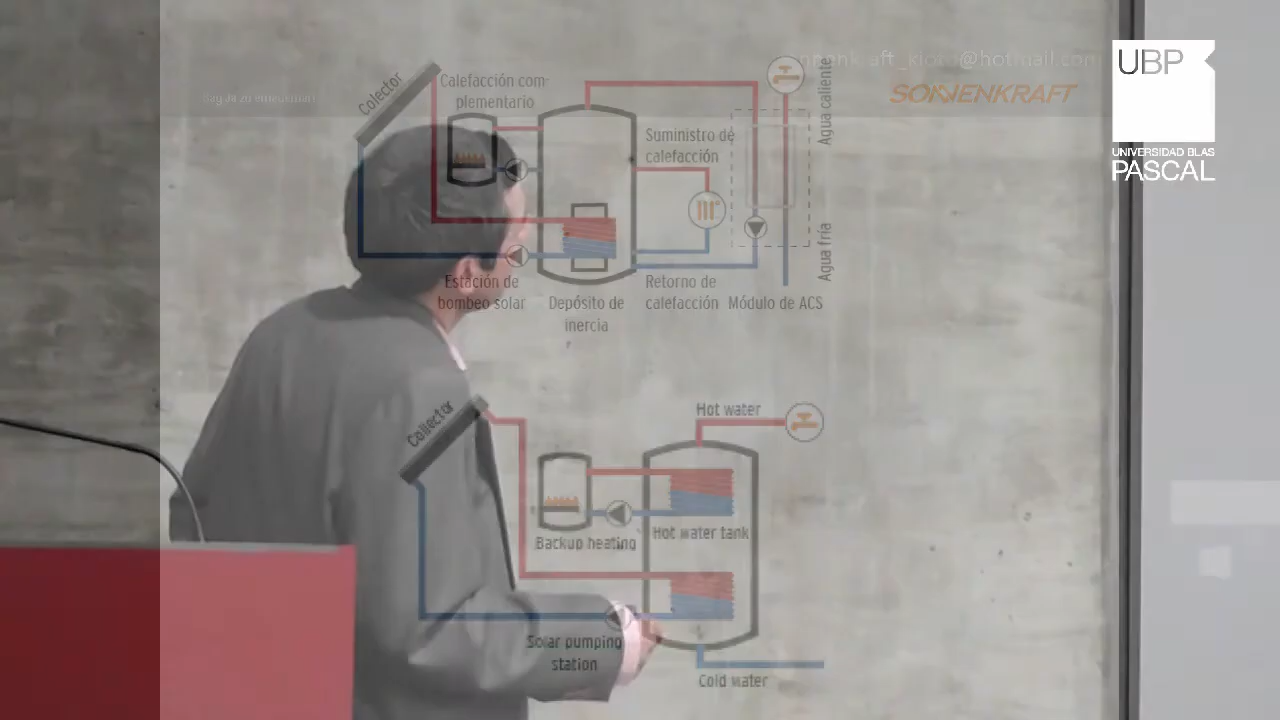 UBP
UNIVERSIDAD BLAS
PASCAL
SONNENKRAFT
Colector
Calefacción com-
plementario
Suministro de
calefacción
Agua caliente
Agua fría
Estación de
bombeo solar
Depósito de
inercia
Retorno de
calefacción
Módulo de ACS
Collector
Hot water
Backup heating
Hot water tank
Solar pumping
station
Cold water